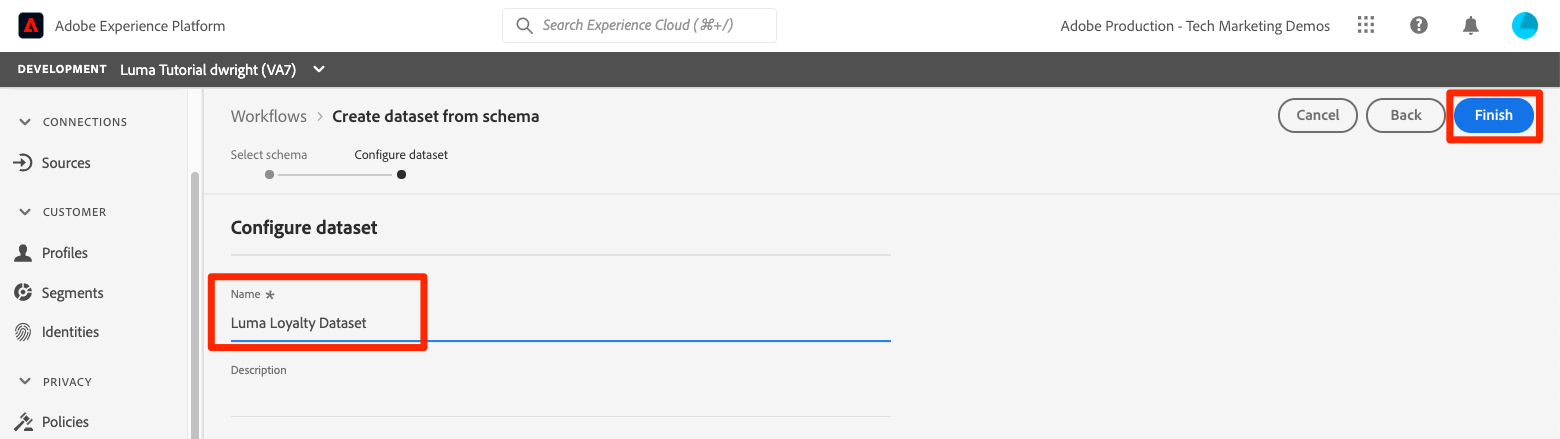 Adobe Experience Platform
Search Experience Cloud (⌘+/)
Adobe Production - Tech Marketing Demos
DEVELOPMENT Luma Tutorial dwright (VA7)
CONNECTIONS
Sources
CUSTOMER
Profiles
Segments
Identities
PRIVACY
Policies
Workflows > Create dataset from schema
Cancel
Back
Finish
Select schema
Configure dataset
Configure dataset
Name *
Luma Loyalty Dataset
Description